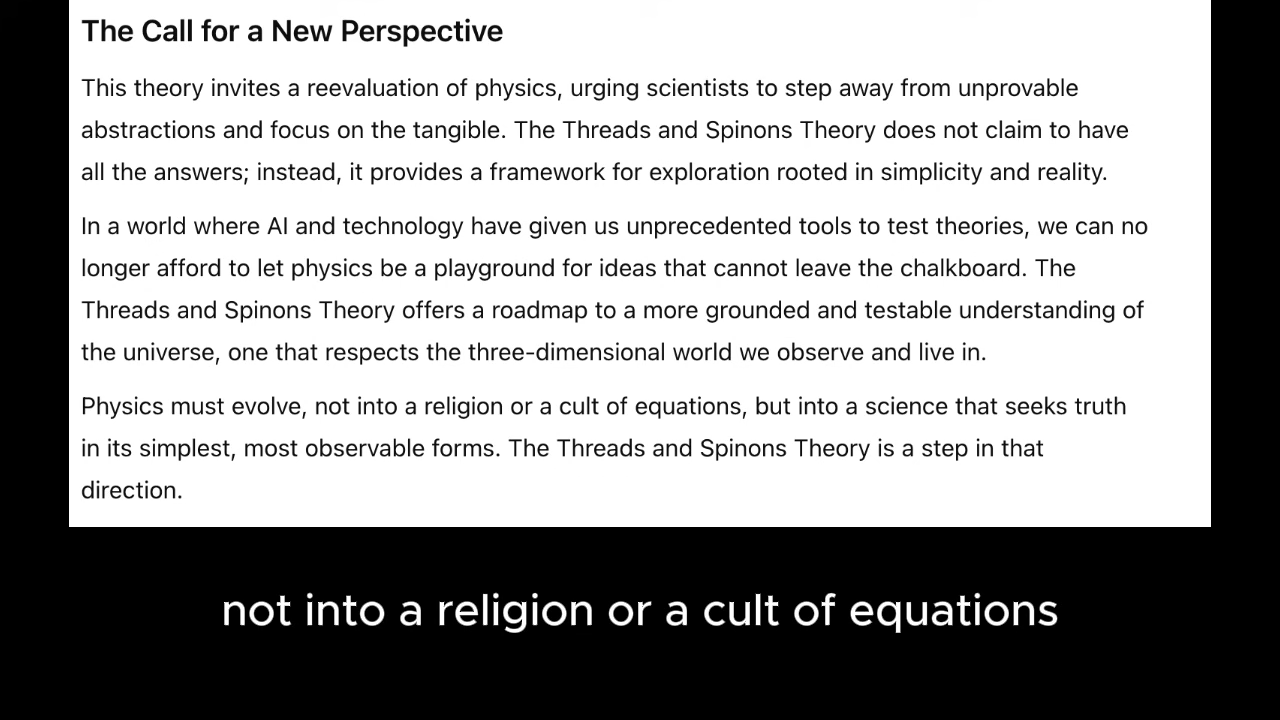 The Call for a New Perspective
This theory invites a reevaluation of physics, urging scientists to step away from unprovable
abstractions and focus on the tangible. The Threads and Spinons Theory does not claim to have
all the answers; instead, it provides a framework for exploration rooted in simplicity and reality.
In a world where AI and technology have given us unprecedented tools to test theories, we can no
longer afford to let physics be a playground for ideas that cannot leave the chalkboard. The
Threads and Spinons Theory offers a roadmap to a more grounded and testable understanding of
the universe, one that respects the three-dimensional world we observe and live in.
Physics must evolve, not into a religion or a cult of equations, but into a science that seeks truth
in its simplest, most observable forms. The Threads and Spinons Theory is a step in that
direction.
not into a religion or a cult of equations